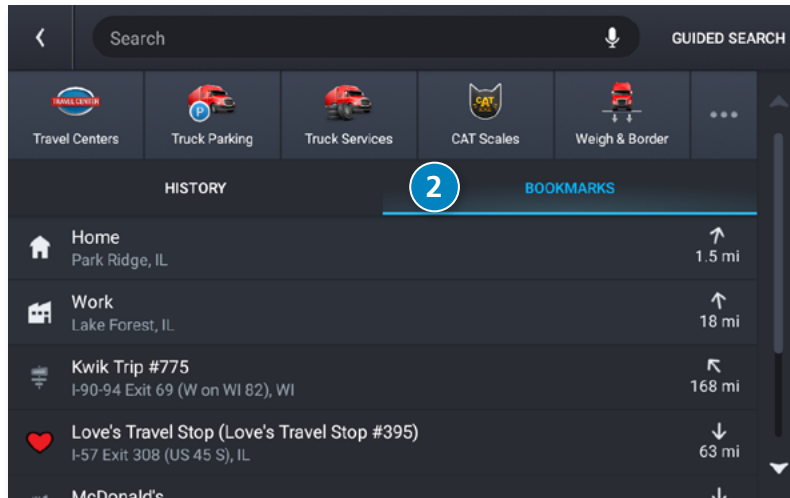 Search
GUIDED SEARCH
TRAVEL CENTER
P
CAT
Travel Centers
Truck Parking
Truck Services
CAT Scales
Weigh & Border
HISTORY
2
BOOKMARKS
Home
Park Ridge, IL
1.5 mi
Work
Lake Forest, IL
18 mi
Kwik Trip #775
I-90-94 Exit 69 (W on WI 82), WI
168 mi
Love's Travel Stop (Love's Travel Stop #395)
I-57 Exit 308 (US 45 S), IL
63 mi
McDonald's